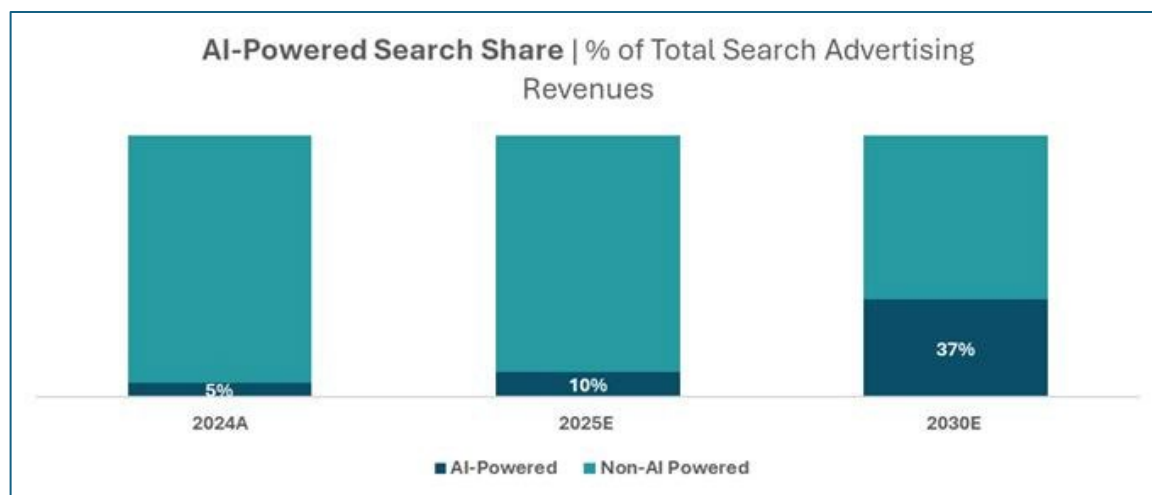 AI-Powered Search Share | % of Total Search Advertising
Revenues
5%
10%
37%
2024A
2025E
2030E
AI-Powered
Non-AI Powered